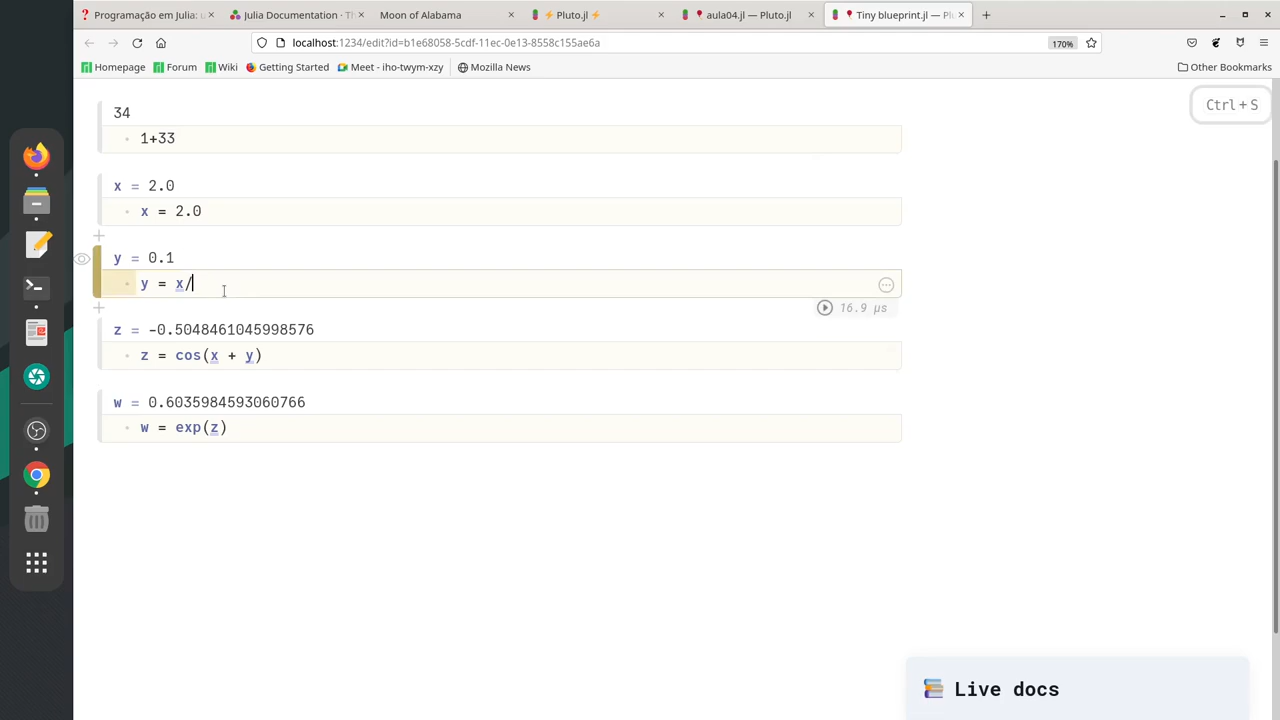 Programação em Julia: u
Julia Documentation · Th
Moon of Alabama
⚡ Pluto.jl ⚡
aula04.jl — Pluto.jl
Tiny blueprint.jl — Pl
localhost:1234/edit?id=b1e68058-5cdf-11ec-0e13-8558c155ae6a
170%
Homepage
Forum
Wiki
Getting Started
Meet - iho-twym-xzy
Mozilla News
Other Bookmarks
Ctrl + S
34
1+33
x = 2.0
x = 2.0
y = 0.1
y = x/
16.9 μs
z = -0.5048461045998576
z = cos(x + y)
w = 0.6035984593060766
w = exp(z)
Live docs